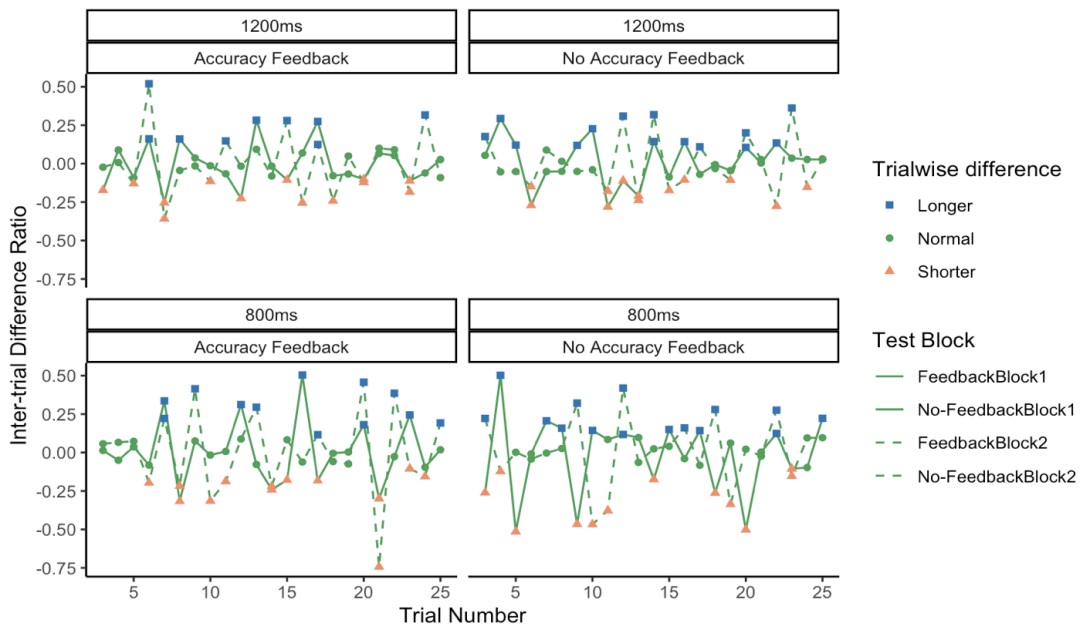 1200ms
1200ms
Accuracy Feedback
No Accuracy Feedback
0.50
0.25
0.00
-0.25
-0.50
-0.75
800ms
800ms
Accuracy Feedback
No Accuracy Feedback
0.50
0.25
0.00
-0.25
-0.50
-0.75
5 10 15 20 25
5 10 15 20 25
Inter-trial Difference Ratio
Trial Number
Trialwise difference
Longer
Normal
Shorter
Test Block
FeedbackBlock1
No-FeedbackBlock1
FeedbackBlock2
No-FeedbackBlock2